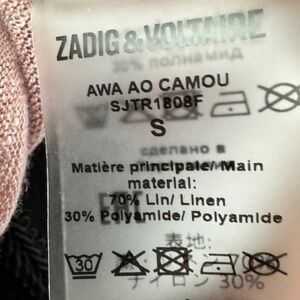 ZADIG & VOLTAIRE
30% полиамид
AWA AO CAMOU
SJTR1808F
S
сделано в
Matière principale/ Main
material:
70% Lin/ Linen
30% Polyamide/ Polyamide
表地:
30
ナイロン 30%